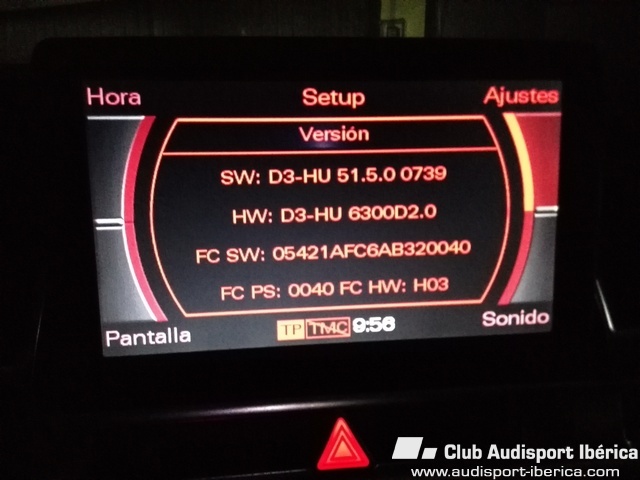 Hora Setup Ajustes
Versión
SW: D3-HU 51.5.0 0739
HW: D3-HU 6300D2.0
FC SW: 05421AFC6AB320040
FC PS: 0040 FC HW: H03
Pantalla TP TMC 9:56 Sonido
Club Audisport Ibérica
www.audisport-iberica.com